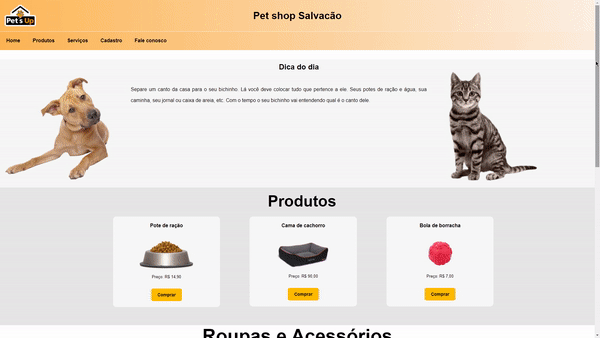 Pet's Up
Pet shop Salvacão
Home Produtos Serviços Cadastro Fale conosco
Dica do dia
Separe um canto da casa para o seu bichinho. Lá você deve colocar tudo que pertence a ele. Seus potes de ração e água, sua
caminha, seu jornal ou caixa de areia, etc. Com o tempo o seu bichinho vai entendendo qual é o canto dele
Produtos
Pote de ração Cama de cachorro Bola de borracha
Preço: R$ 14,90 Preço: R$ 90,00 Preço: R$ 7,00
Comprar Comprar Comprar
Roupas e Acessórios